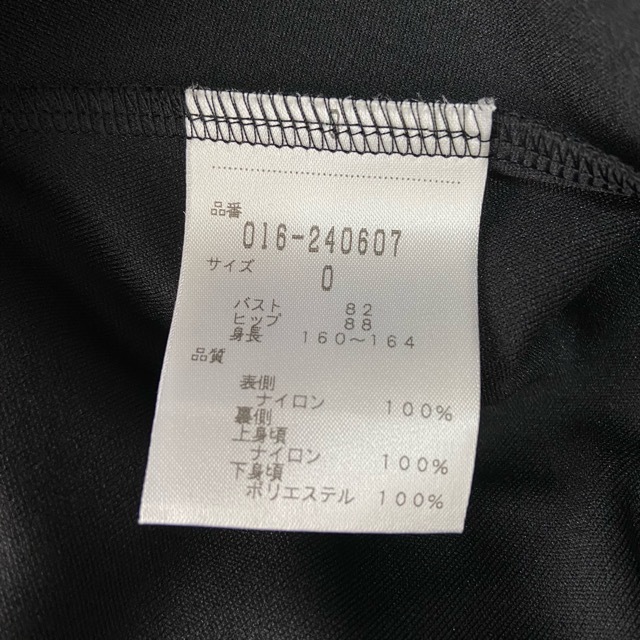 品番
016-240607
サイズ
0
バスト 82
ヒップ 88
身長 160～164
品質
表側
ナイロン 100%
裏側
上身頃
ナイロン 100%
下身頃
ポリエステル 100%